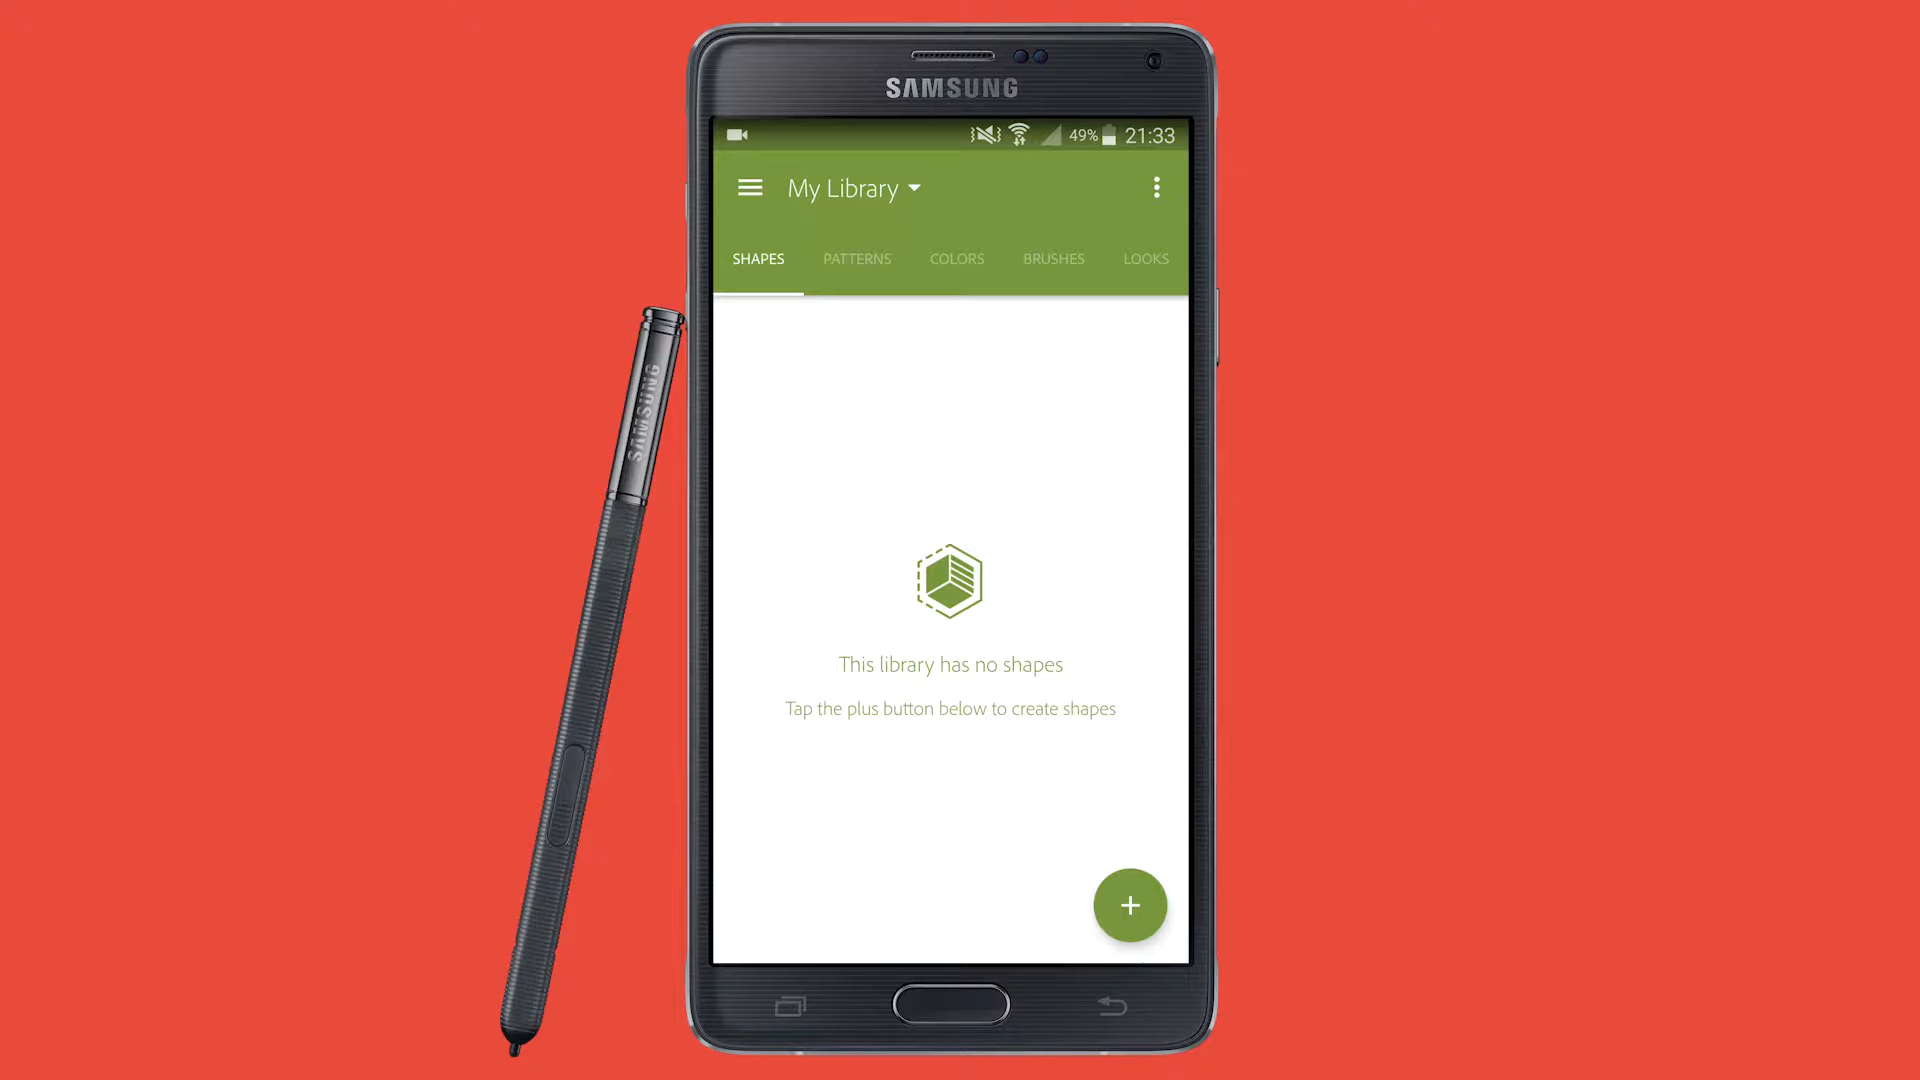 SAMSUNG
49% 21:33
My Library
SHAPES PATTERNS COLORS BRUSHES LOOKS
SAMSUNG
This library has no shapes
Tap the plus button below to create shapes